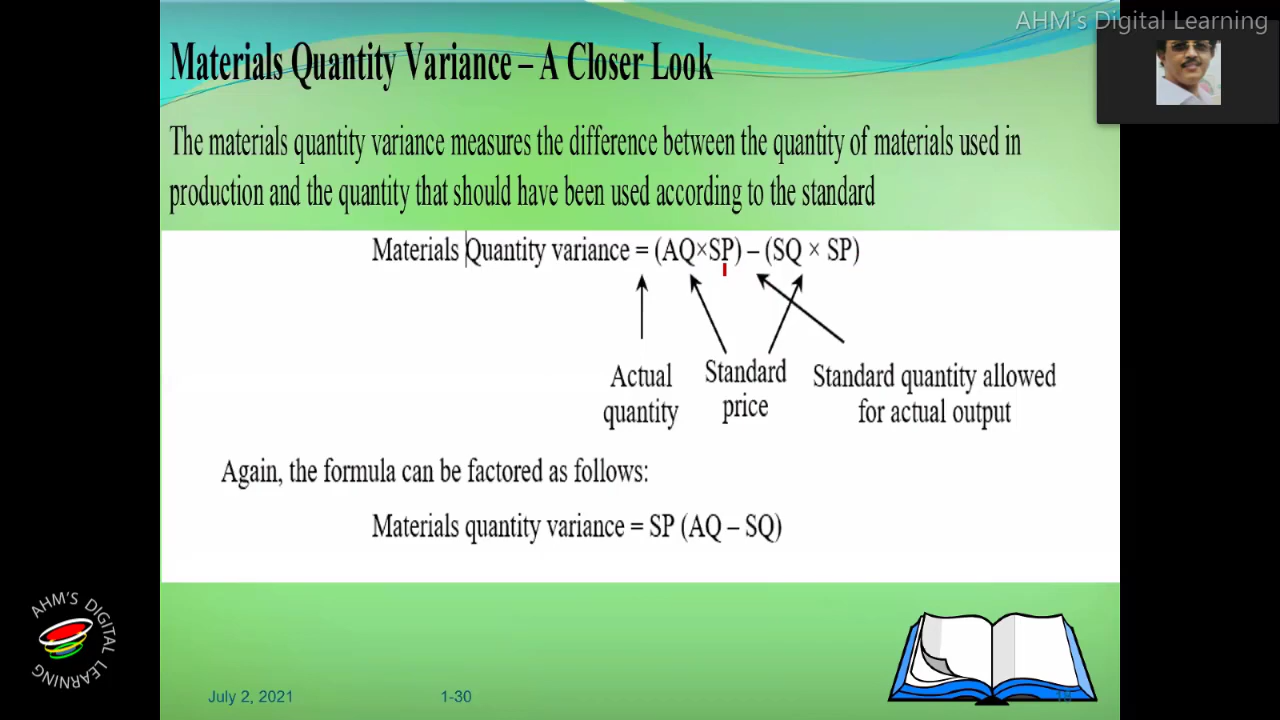 AHM's Digital Learning
Materials Quantity Variance – A Closer Look
The materials quantity variance measures the difference between the quantity of materials used in
production and the quantity that should have been used according to the standard
Materials Quantity variance = (AQ×SP) – (SQ × SP)
Actual
quantity
Standard
price
Standard quantity allowed
for actual output
Again, the formula can be factored as follows:
Materials quantity variance = SP (AQ – SQ)
AHM'S DIGITAL
LEARNING
July 2, 2021
1-30